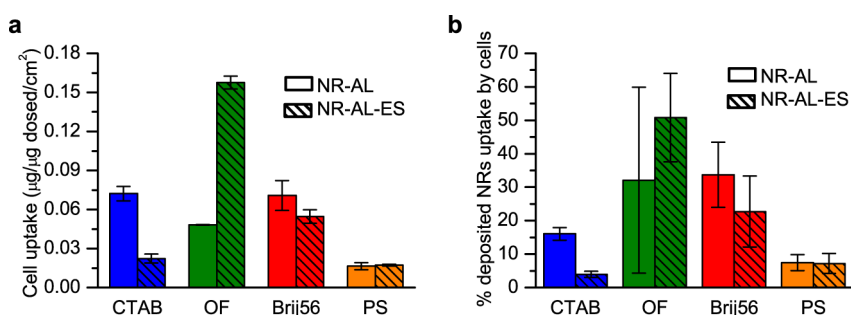 a
Cell uptake (µg/µg dosed/cm²)
0.18
0.15
0.12
0.09
0.06
0.03
0.00
NR-AL
NR-AL-ES
CTAB OF Brij56 PS
b
% deposited NRs uptake by cells
70
60
50
40
30
20
10
0
NR-AL
NR-AL-ES
CTAB OF Brij56 PS